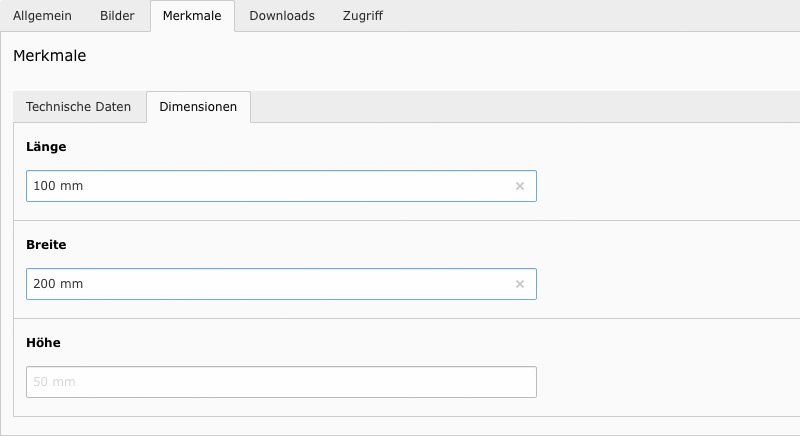 Allgemein Bilder Merkmale Downloads Zugriff
Merkmale
Technische Daten Dimensionen
Länge
100 mm
Breite
200 mm
Höhe
50 mm